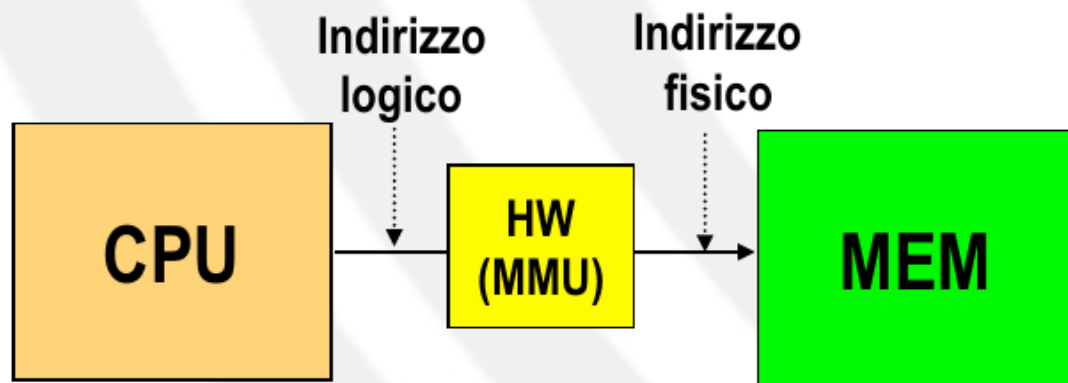 Indirizzo
logico
Indirizzo
fisico
CPU
HW
(MMU)
MEM